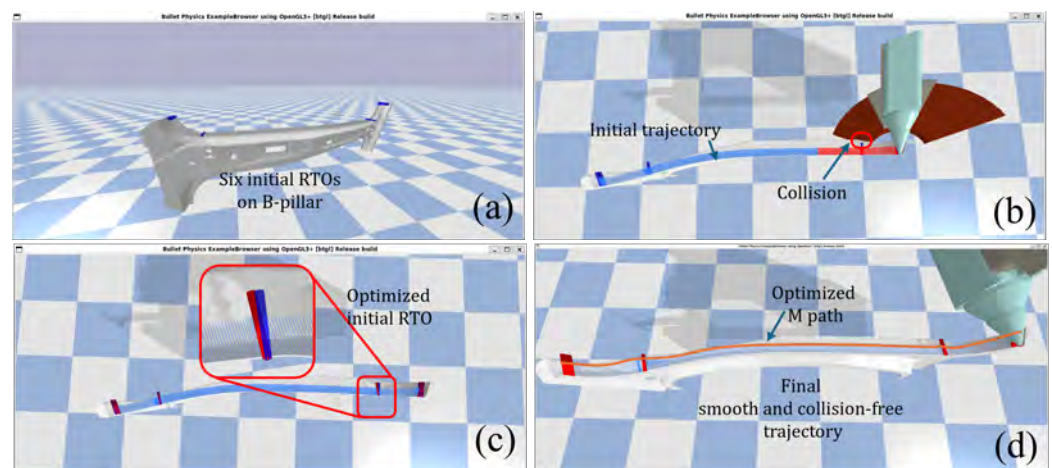 Bullet Physics ExampleBrowser using OpenGL3+ [btgl] Release build
Six initial RTOs
on B-pillar
(a)
Bullet Physics ExampleBrowser using OpenGL3+ [btgl] Release build
Initial trajectory
Collision
(b)
Bullet Physics ExampleBrowser using OpenGL3+ [btgl] Release build
Optimized
initial RTO
(c)
Optimized
M path
Final
smooth and collision-free
trajectory
(d)